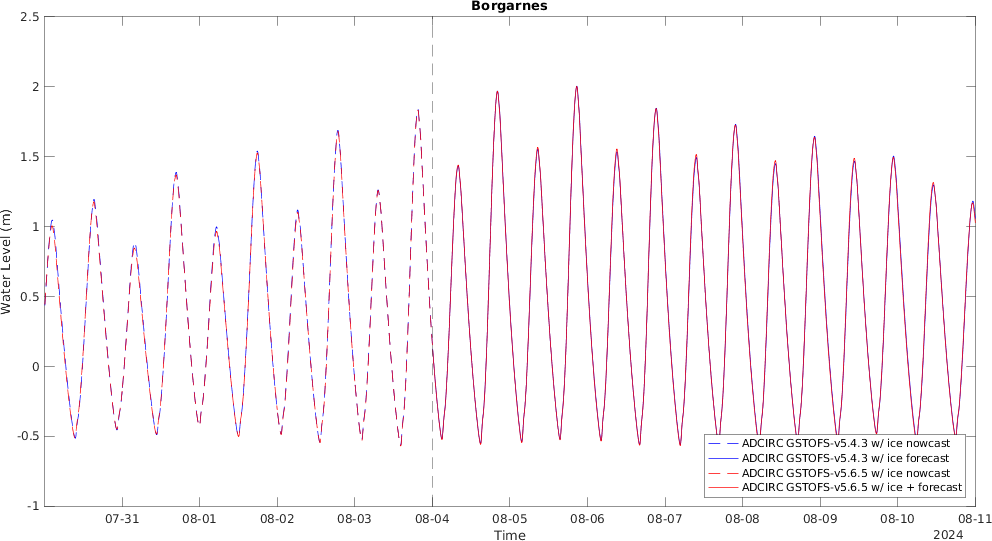 Borgarnes
2.5
2
1.5
1
0.5
0
-0.5
-1
Water Level (m)
ADCIRC GSTOFS-v5.4.3 w/ ice nowcast
ADCIRC GSTOFS-v5.4.3 w/ ice forecast
ADCIRC GSTOFS-v5.6.5 w/ ice nowcast
ADCIRC GSTOFS-v5.6.5 w/ ice + forecast
07-31 08-01 08-02 08-03 08-04 08-05 08-06 08-07 08-08 08-09 08-10 08-11
Time
2024